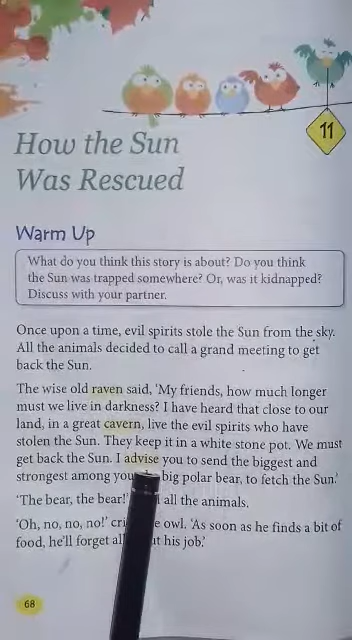 11
How the Sun
Was Rescued
Warm Up
What do you think this story is about? Do you think
the Sun was trapped somewhere? Or, was it kidnapped?
Discuss with your partner.
Once upon a time, evil spirits stole the Sun from the sky.
All the animals decided to call a grand meeting to get
back the Sun.
The wise old raven said, 'My friends, how much longer
must we live in darkness? I have heard that close to our
land, in a great cavern, live the evil spirits who have
stolen the Sun. They keep it in a white stone pot. We must
get back the Sun. I advise you to send the biggest and
strongest among you big polar bear, to fetch the Sun.'
'The bear, the bear!' all the animals.
'Oh, no, no, no!' owl. 'As soon as he finds a bit of
food, he'll forget his job.'
68